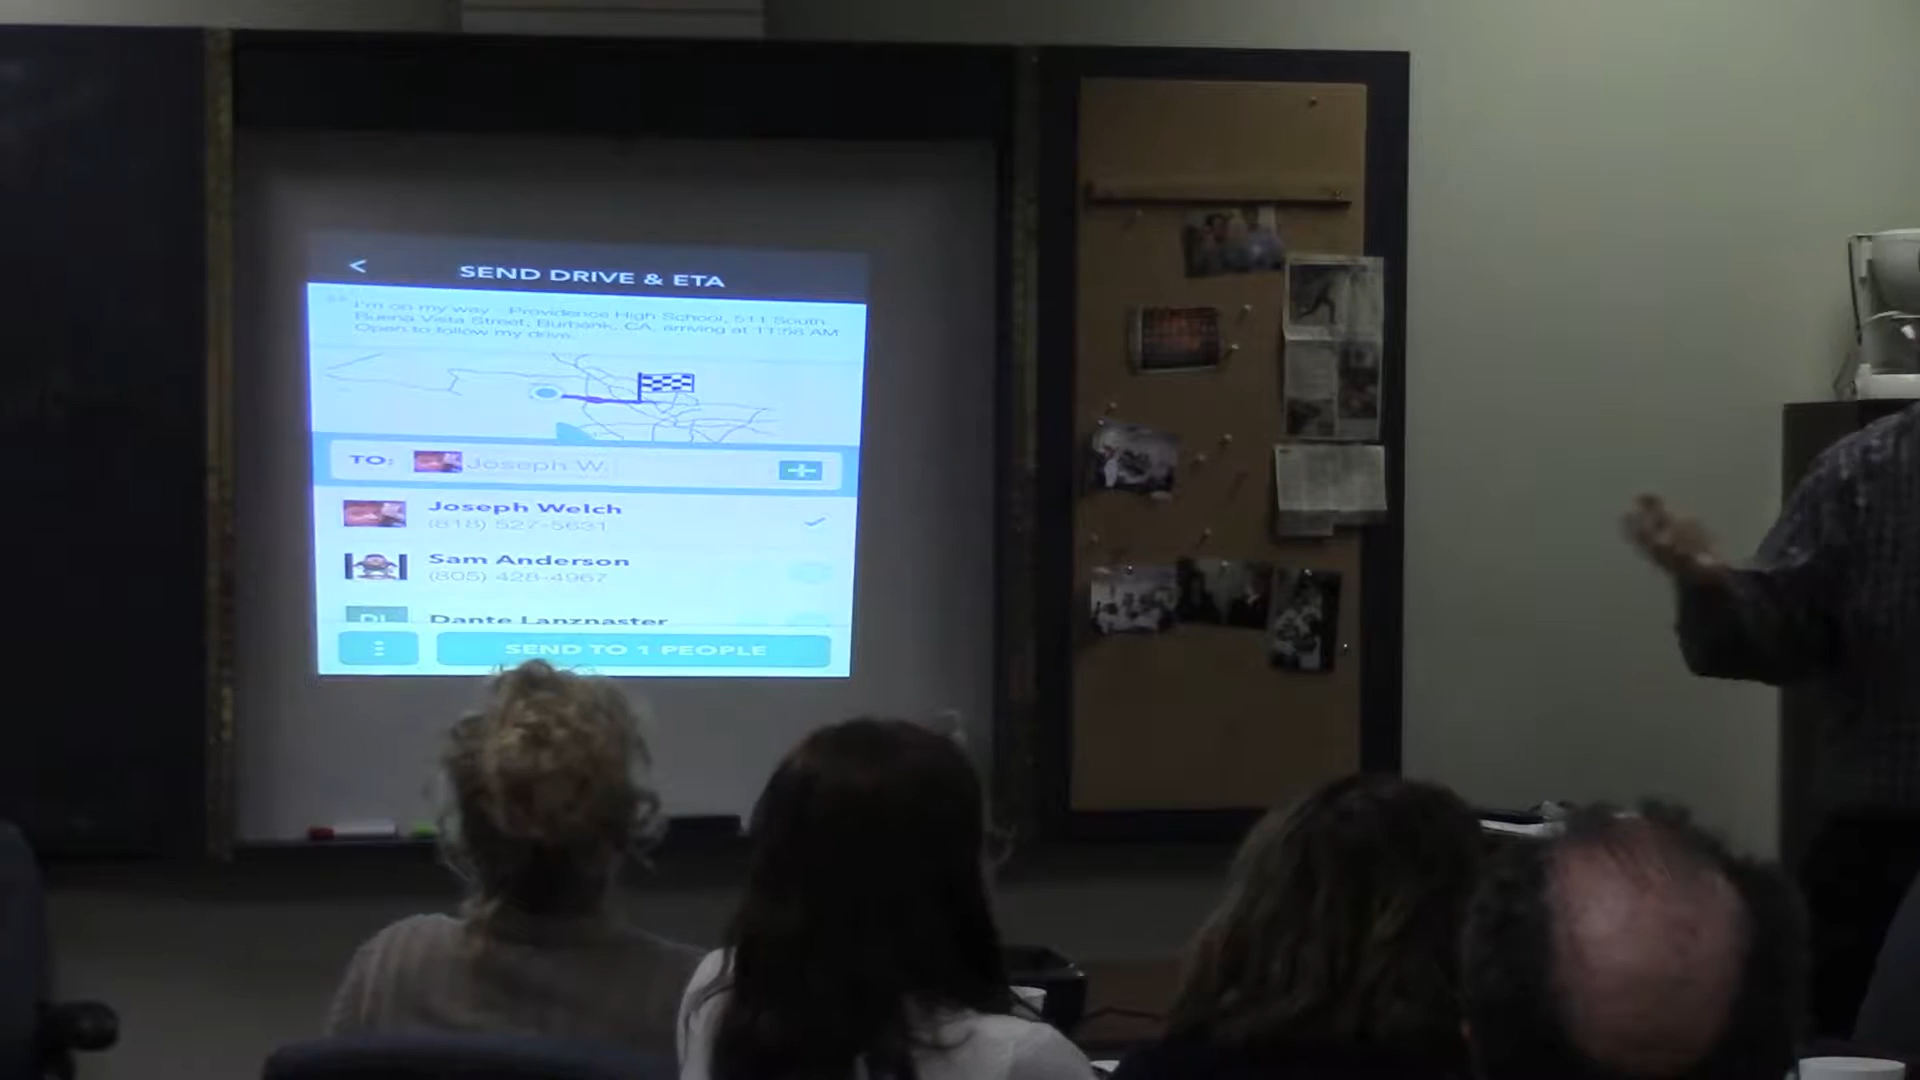 <
SEND DRIVE & ETA
I'm on my way - Providence High School, 511 South
Buena Vista Street, Burbank, CA, arriving at 11:58 AM
Open to follow my drive.
TO: Joseph W. +
Joseph Welch
(818) 527-5631
Sam Anderson
(805) 428-4967
DL Dante Lanznaster
SEND TO 1 PEOPLE